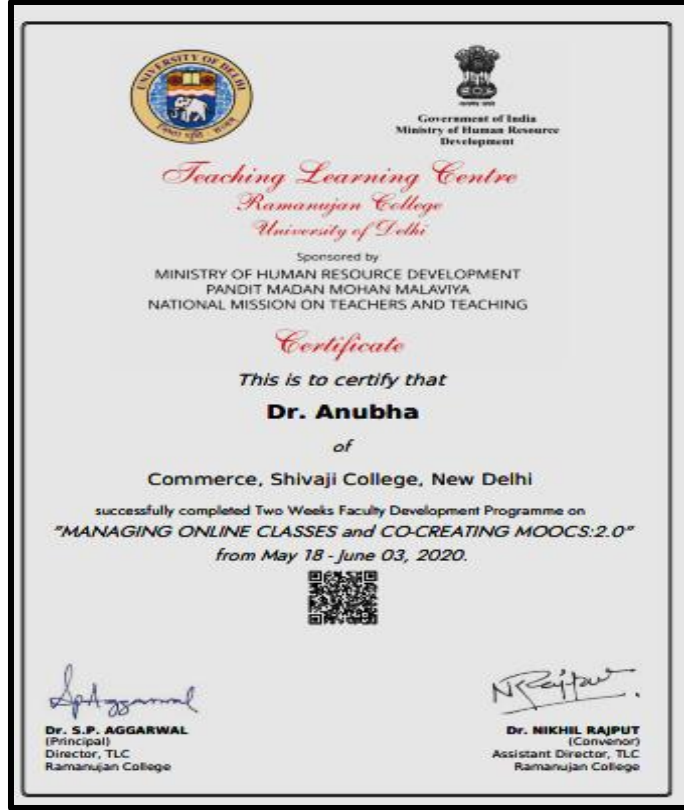 UNIVERSITY OF DELHI
Government of India
Ministry of Human Resource
Development
Teaching Learning Centre
Ramanujan College
University of Delhi
Sponsored by
MINISTRY OF HUMAN RESOURCE DEVELOPMENT
PANDIT MADAN MOHAN MALAVIYA
NATIONAL MISSION ON TEACHERS AND TEACHING
Certificate
This is to certify that
Dr. Anubha
of
Commerce, Shivaji College, New Delhi
successfully completed Two Weeks Faculty Development Programme on
"MANAGING ONLINE CLASSES and CO-CREATING MOOCS:2.0"
from May 18 - June 03, 2020.
Dr. S.P. AGGARWAL
(Principal)
Director, TLC
Ramanujan College
Dr. NIKHIL RAJPUT
(Convenor)
Assistant Director, TLC
Ramanujan College